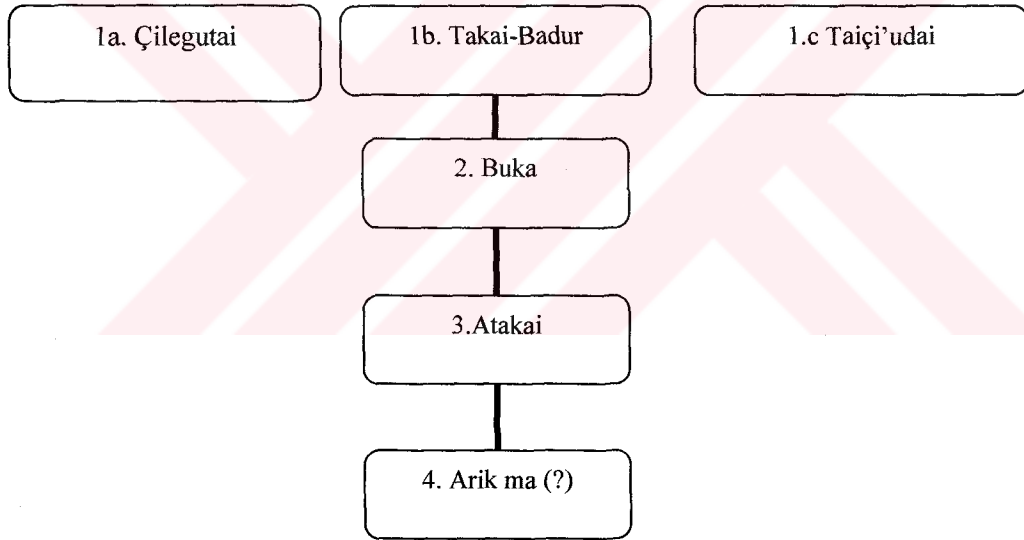 1a. Çilegutai
1b. Takai-Badur
1.c Taiçi'udai
2. Buka
3.Atakai
4. Arik ma (?)